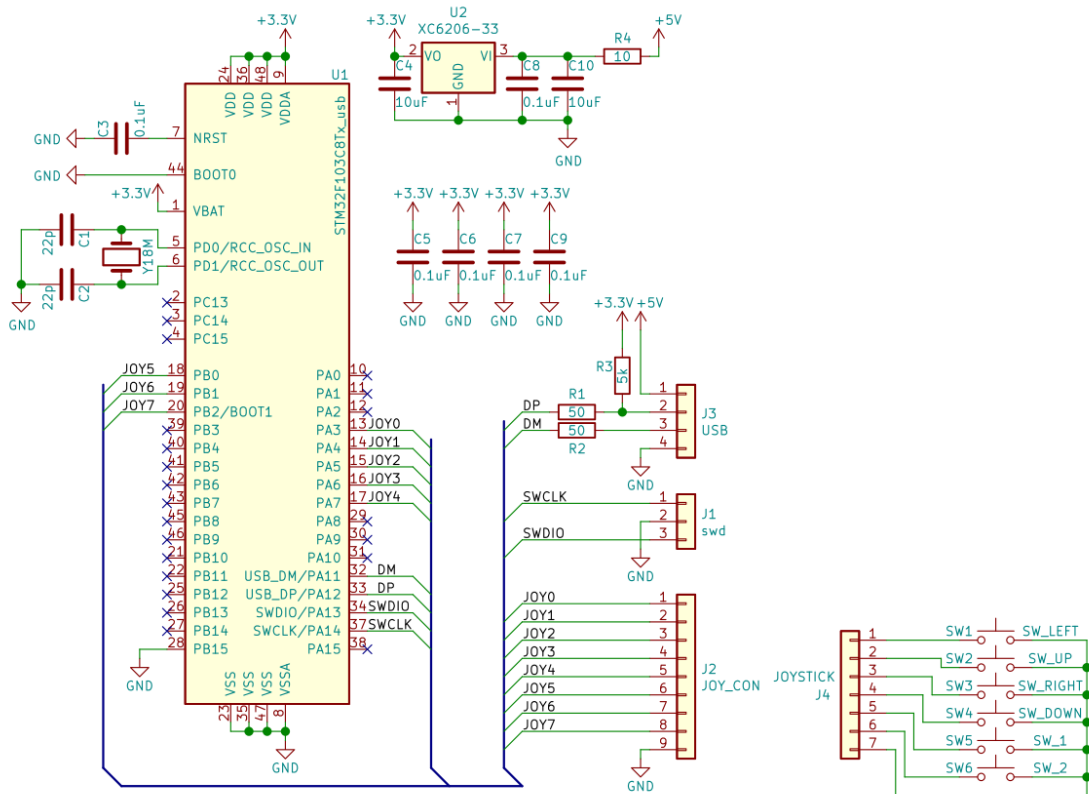 +3.3V
U1
STM32F103C8Tx_usb
24
36
48
9
VDD
VDD
VDD
VDDA
GND
C3
0.1uF
7
NRST
GND
44
BOOT0
+3.3V
1
VBAT
22p
C1
5
PD0/RCC_OSC_IN
Y18M
6
PD1/RCC_OSC_OUT
22p
C2
GND
2
PC13
3
PC14
4
PC15
JOY5
18
PB0
JOY6
19
PB1
JOY7
20
PB2/BOOT1
39
PB3
40
PB4
41
PB5
42
PB6
43
PB7
45
PB8
46
PB9
21
PB10
22
PB11
25
PB12
26
PB13
27
PB14
28
PB15
GND
PA0
10
PA1
11
PA2
12
PA3
13
JOY0
PA4
14
JOY1
PA5
15
JOY2
PA6
16
JOY3
PA7
17
JOY4
PA8
29
PA9
30
PA10
31
USB_DM/PA11
32
DM
USB_DP/PA12
33
DP
SWDIO/PA13
34
SWDIO
SWCLK/PA14
37
SWCLK
PA15
38
VSS
VSS
VSS
VSSA
23
35
47
8
GND
+3.3V
U2
XC6206-33
2
VO
VI
3
GND
1
C4
10uF
C8
0.1uF
C10
10uF
R4
10
+5V
GND
+3.3V
+3.3V
+3.3V
+3.3V
C5
C6
C7
C9
0.1uF
0.1uF
0.1uF
0.1uF
GND
GND
GND
GND
+3.3V
+5V
R3
5k
DP
R1
50
DM
50
R2
1
2
3
4
J3
USB
GND
SWCLK
SWDIO
1
2
3
J1
swd
GND
JOY0
1
JOY1
2
JOY2
3
JOY3
4
JOY4
5
JOY5
6
JOY6
7
JOY7
8
9
J2
JOY_CON
GND
JOYSTICK
J4
1
2
3
4
5
6
7
SW1
SW_LEFT
SW2
SW_UP
SW3
SW_RIGHT
SW4
SW_DOWN
SW5
SW_1
SW6
SW_2